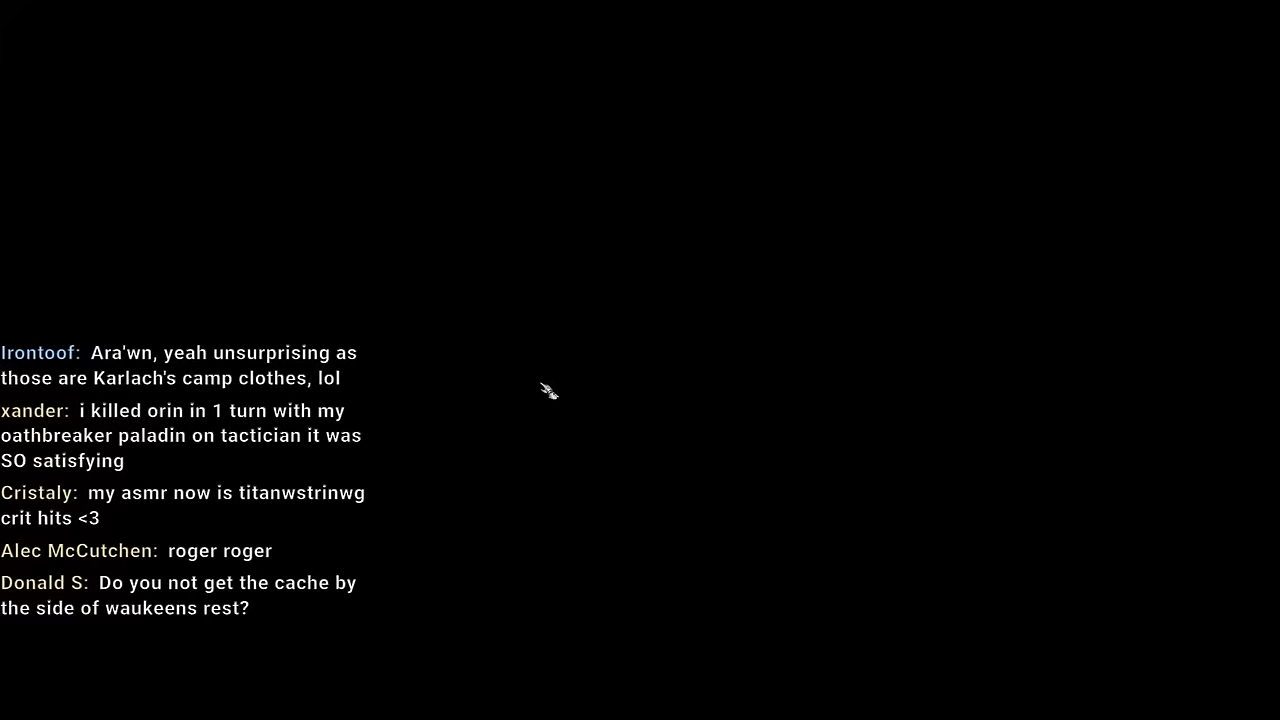 Irontoof: Ara'wn, yeah unsurprising as
those are Karlach's camp clothes, lol
xander: i killed orin in 1 turn with my
oathbreaker paladin on tactician it was
SO satisfying
Cristaly: my asmr now is titanwstrinwg
crit hits <3
Alec McCutchen: roger roger
Donald S: Do you not get the cache by
the side of waukeens rest?